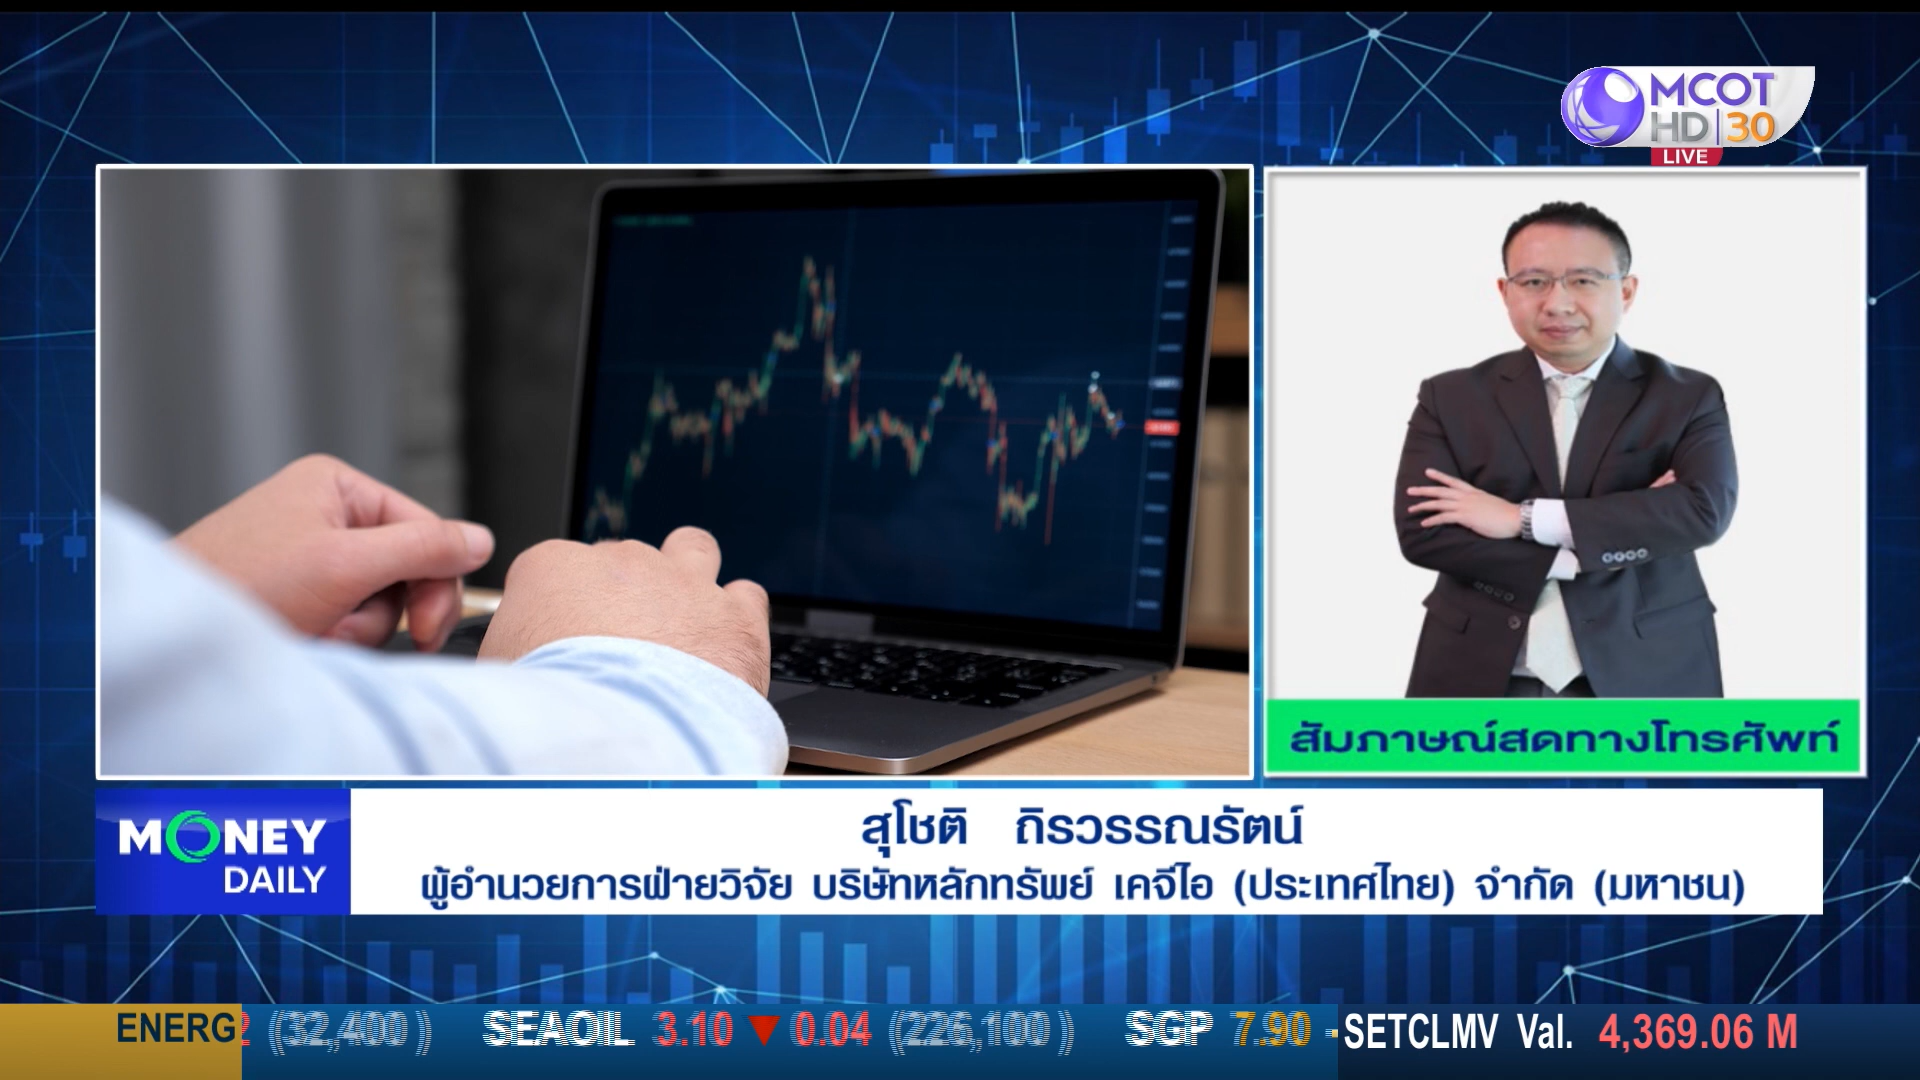 MCOT
HD 30
LIVE
สัมภาษณ์สดทางโทรศัพท์
MONEY
DAILY
สุโชติ ถิรวรรณรัตน์
ผู้อำนวยการฝ่ายวิจัย บริษัทหลักทรัพย์ เคจีไอ (ประเทศไทย) จำกัด (มหาชน)
ENERG 2 (32,400) SEAOIL 3.10 ▼ 0.04 (226,100) SGP 7.90 - SETCLMV Val. 4,369.06 M